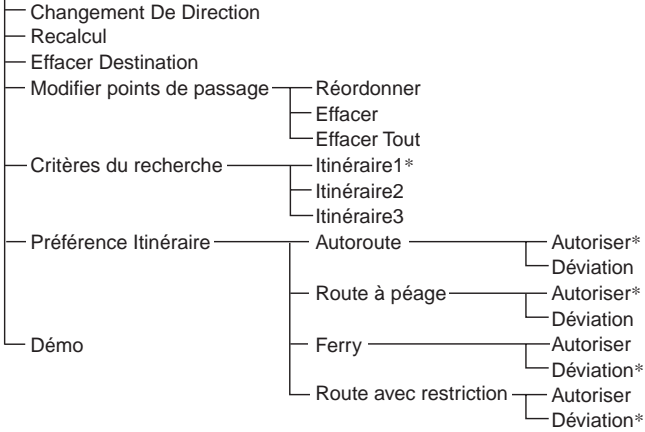 Changement De Direction
Recalcul
Effacer Destination
Modifier points de passage Réordonner
Effacer
Effacer Tout
Critères du recherche Itinéraire1*
Itinéraire2
Itinéraire3
Préférence Itinéraire Autoroute Autoriser*
Déviation
Route à péage Autoriser*
Déviation
Démo Ferry Autoriser
Déviation*
Route avec restriction Autoriser
Déviation*